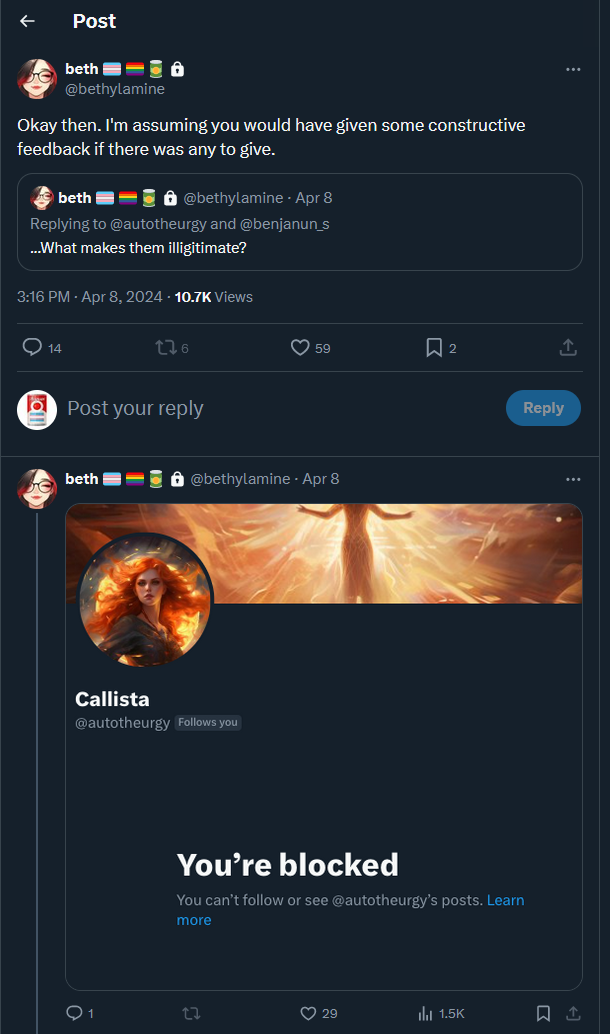 Post
beth 🏳️‍⚧️ 🏳️‍🌈 🥫 🔒
@bethylamine
Okay then. I'm assuming you would have given some constructive
feedback if there was any to give.
beth 🏳️‍⚧️ 🏳️‍🌈 🥫 🔒 @bethylamine · Apr 8
Replying to @autotheurgy and @benjanun_s
...What makes them illigitimate?
3:16 PM · Apr 8, 2024 · 10.7K Views
14 6 59 2
Post your reply
Reply
beth 🏳️‍⚧️ 🏳️‍🌈 🥫 🔒 @bethylamine · Apr 8
Callista
@autotheurgy Follows you
You're blocked
You can't follow or see @autotheurgy's posts. Learn
more
1 29 1.5K